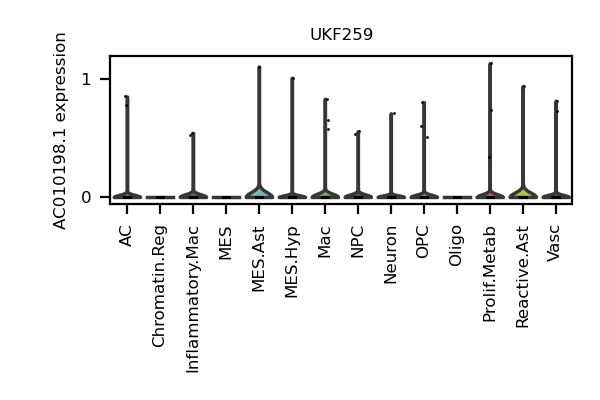 UKF259
AC010198.1 expression
1
0
AC
Chromatin.Reg
Inflammatory.Mac
MES
MES.Ast
MES.Hyp
Mac
NPC
Neuron
OPC
Oligo
Prolif.Metab
Reactive.Ast
Vasc